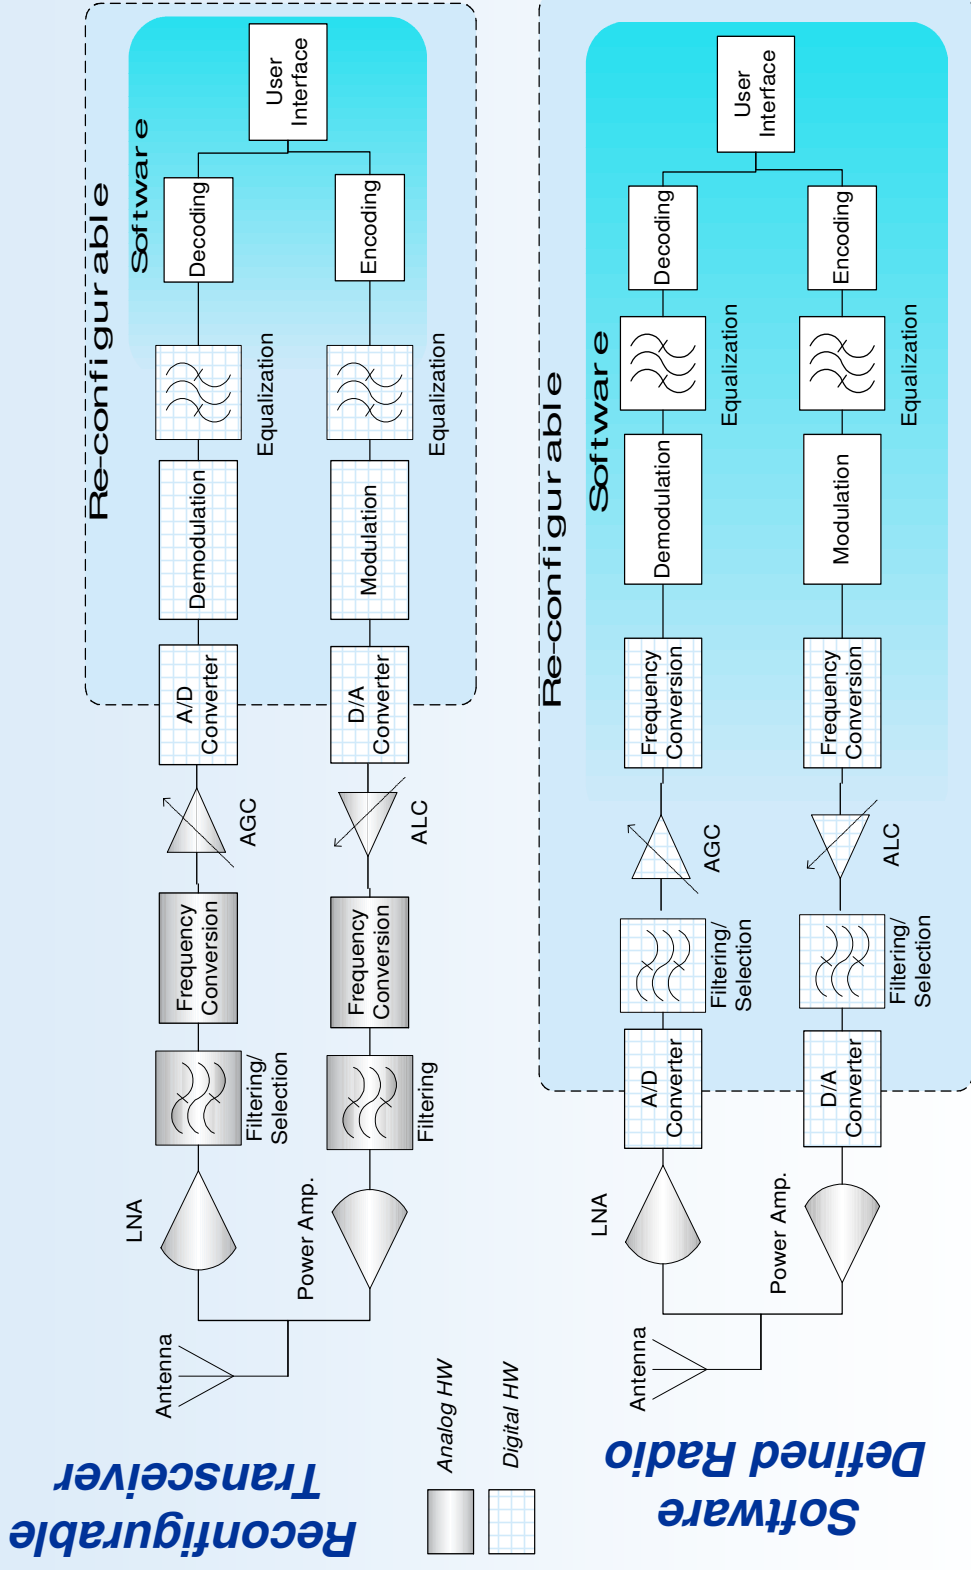 Reconfigurable
Transceiver
Antenna
LNA
Filtering/
Selection
Frequency
Conversion
AGC
A/D
Converter
Demodulation
Equalization
Decoding
User
Interface
Re-configurable
Software
Power Amp.
Filtering
Frequency
Conversion
ALC
D/A
Converter
Modulation
Equalization
Encoding
Analog HW
Digital HW
Software
Defined Radio
Antenna
LNA
A/D
Converter
Filtering/
Selection
AGC
Frequency
Conversion
Demodulation
Equalization
Decoding
User
Interface
Re-configurable
Software
Power Amp.
D/A
Converter
Filtering/
Selection
ALC
Frequency
Conversion
Modulation
Equalization
Encoding